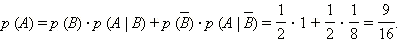 p (A) = p (B) · p (A | B) + p (B̅) · p (A | B̅) = 1/2 · 1 + 1/2 · 1/8 = 9/16.